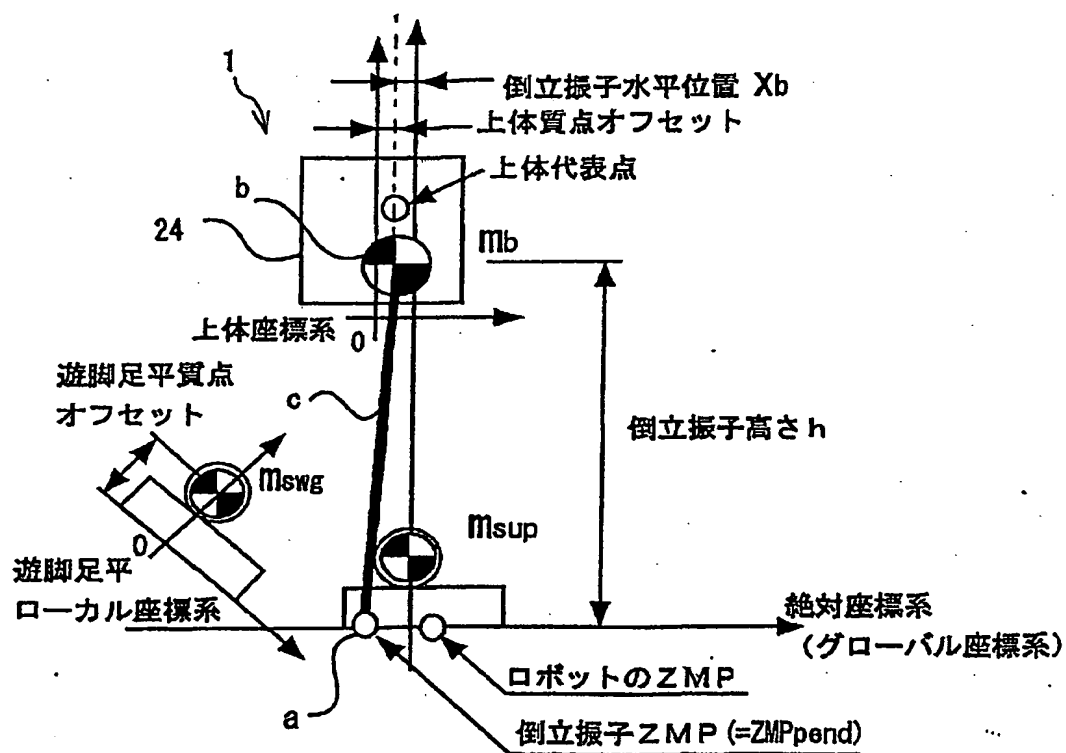 1
倒立振子水平位置 Xb
上体質点オフセット
上体代表点
b
24
mb
上体座標系
0
遊脚足平質点
オフセット
c
倒立振子高さh
mswg
msup
0
遊脚足平
ローカル座標系
絶対座標系
(グローバル座標系)
ロボットのZMP
a
倒立振子ZMP (=ZMPpend)